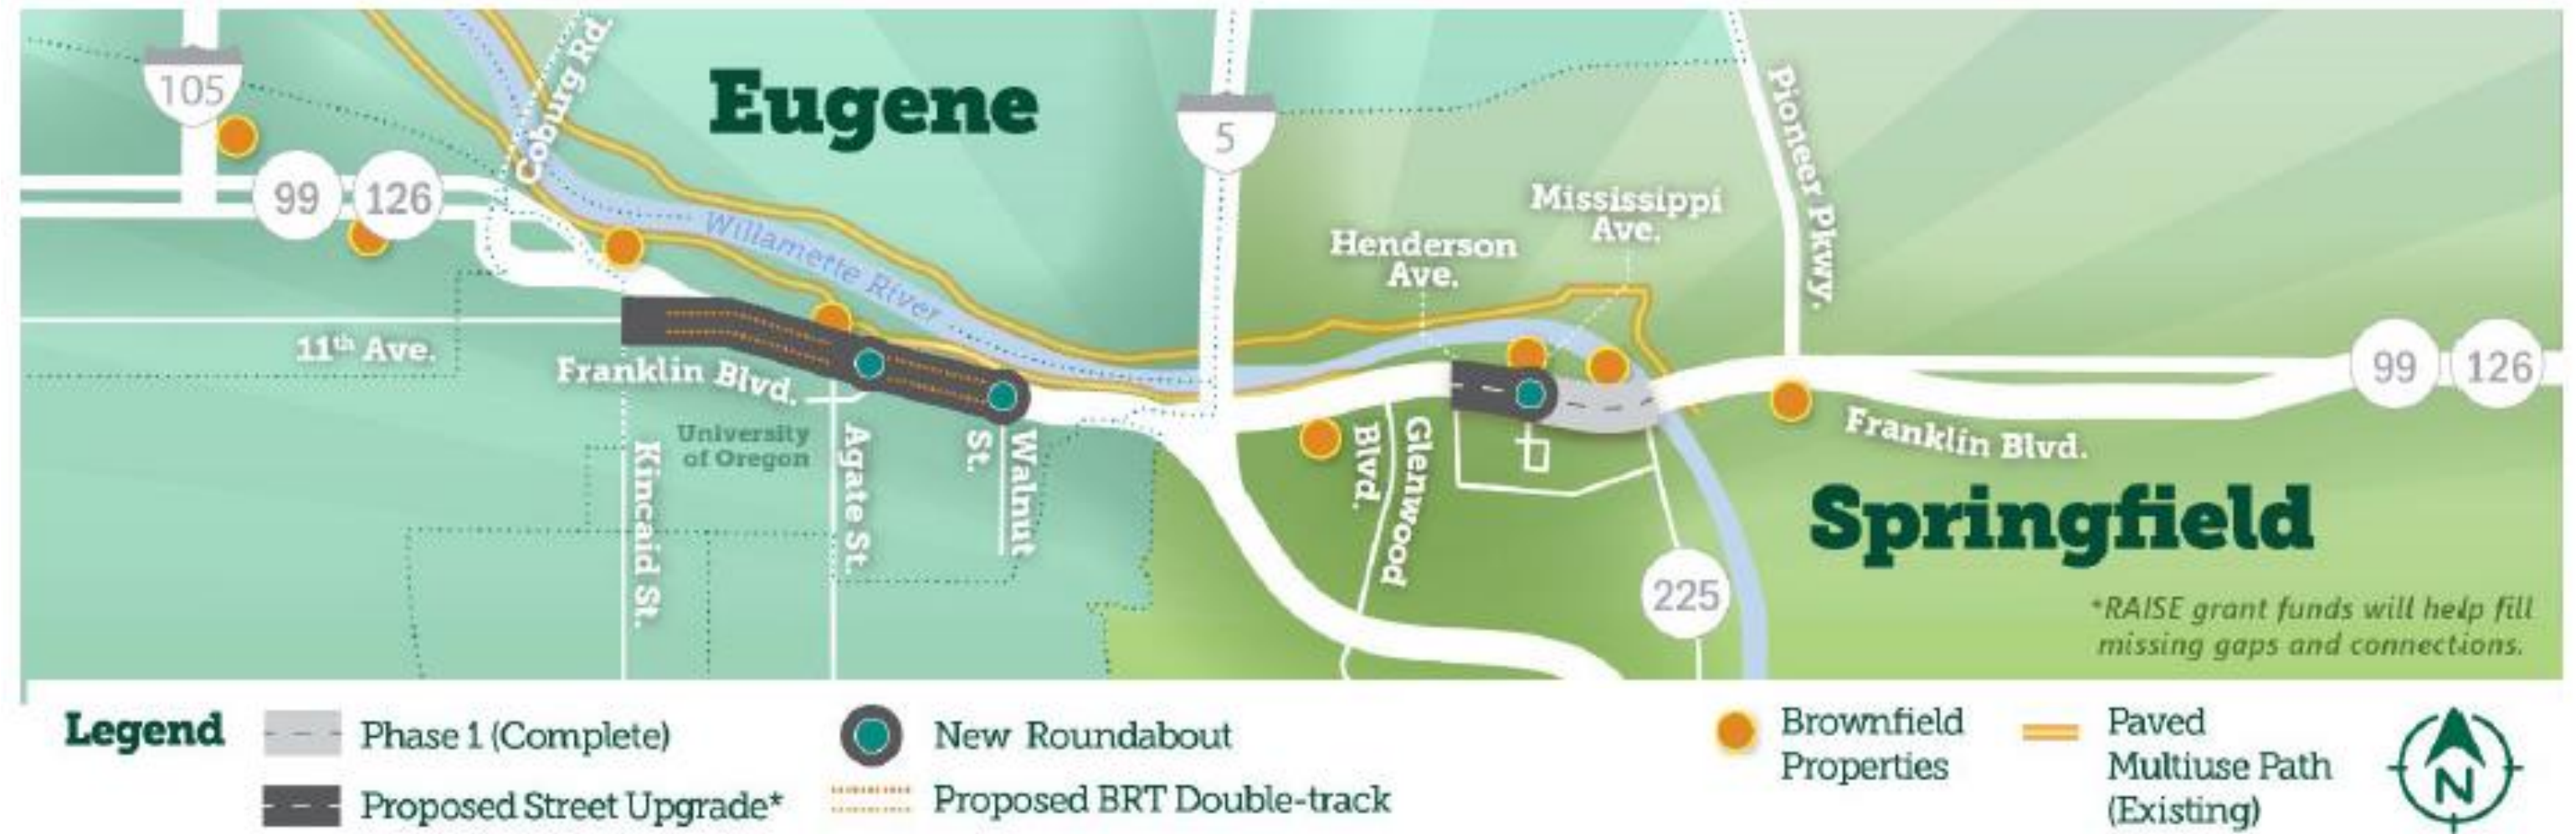 105
Coburg Rd.
Eugene
5
Pioneer Pkwy.
99
126
Willamette River
Mississippi
Ave.
Henderson
Ave.
11th Ave.
Franklin Blvd.
University
of Oregon
Kincaid St.
Agate St.
Walnut
St.
Glenwood
Blvd.
99
126
Franklin Blvd.
Springfield
225
*RAISE grant funds will help fill
missing gaps and connections.
Legend
Phase 1 (Complete)
Proposed Street Upgrade*
New Roundabout
Proposed BRT Double-track
Brownfield
Properties
Paved
Multiuse Path
(Existing)
N